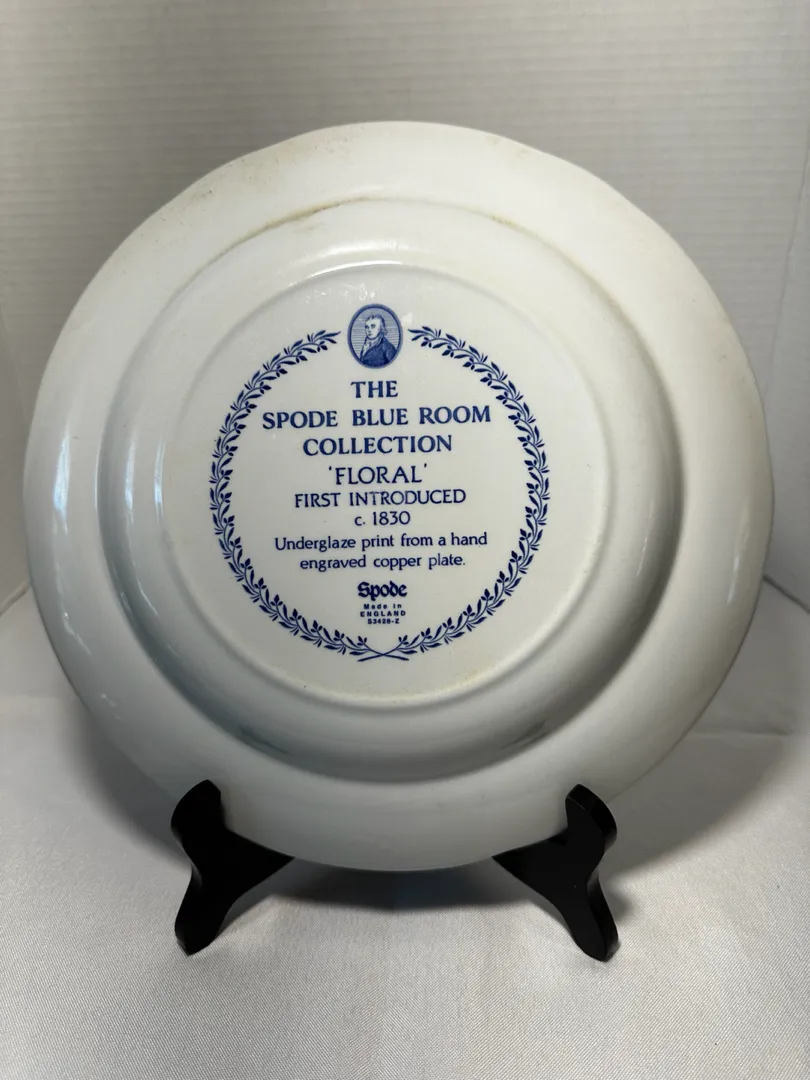 THE
SPODE BLUE ROOM
COLLECTION
'FLORAL'
FIRST INTRODUCED
c. 1830
Underglaze print from a hand
engraved copper plate.
Spode
Made in
ENGLAND
S3428-Z